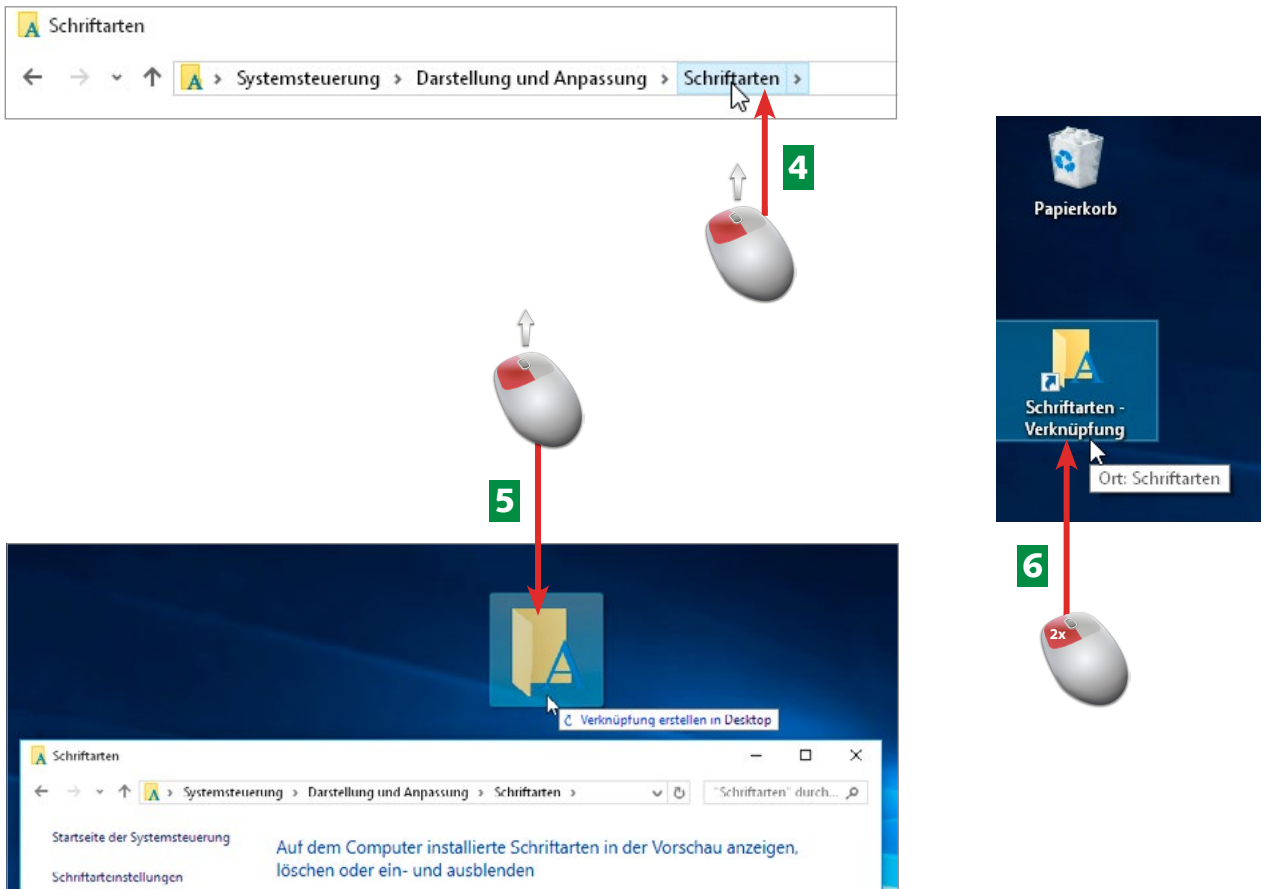 Schriftarten
Systemsteuerung > Darstellung und Anpassung > Schriftarten >
4
Papierkorb
Schriftarten -
Verknüpfung
Ort: Schriftarten
5
6
2x
Verknüpfung erstellen in Desktop
Schriftarten
Systemsteuerung > Darstellung und Anpassung > Schriftarten >
"Schriftarten" durch...
Startseite der Systemsteuerung
Schriftarteinstellungen
Auf dem Computer installierte Schriftarten in der Vorschau anzeigen,
löschen oder ein- und ausblenden